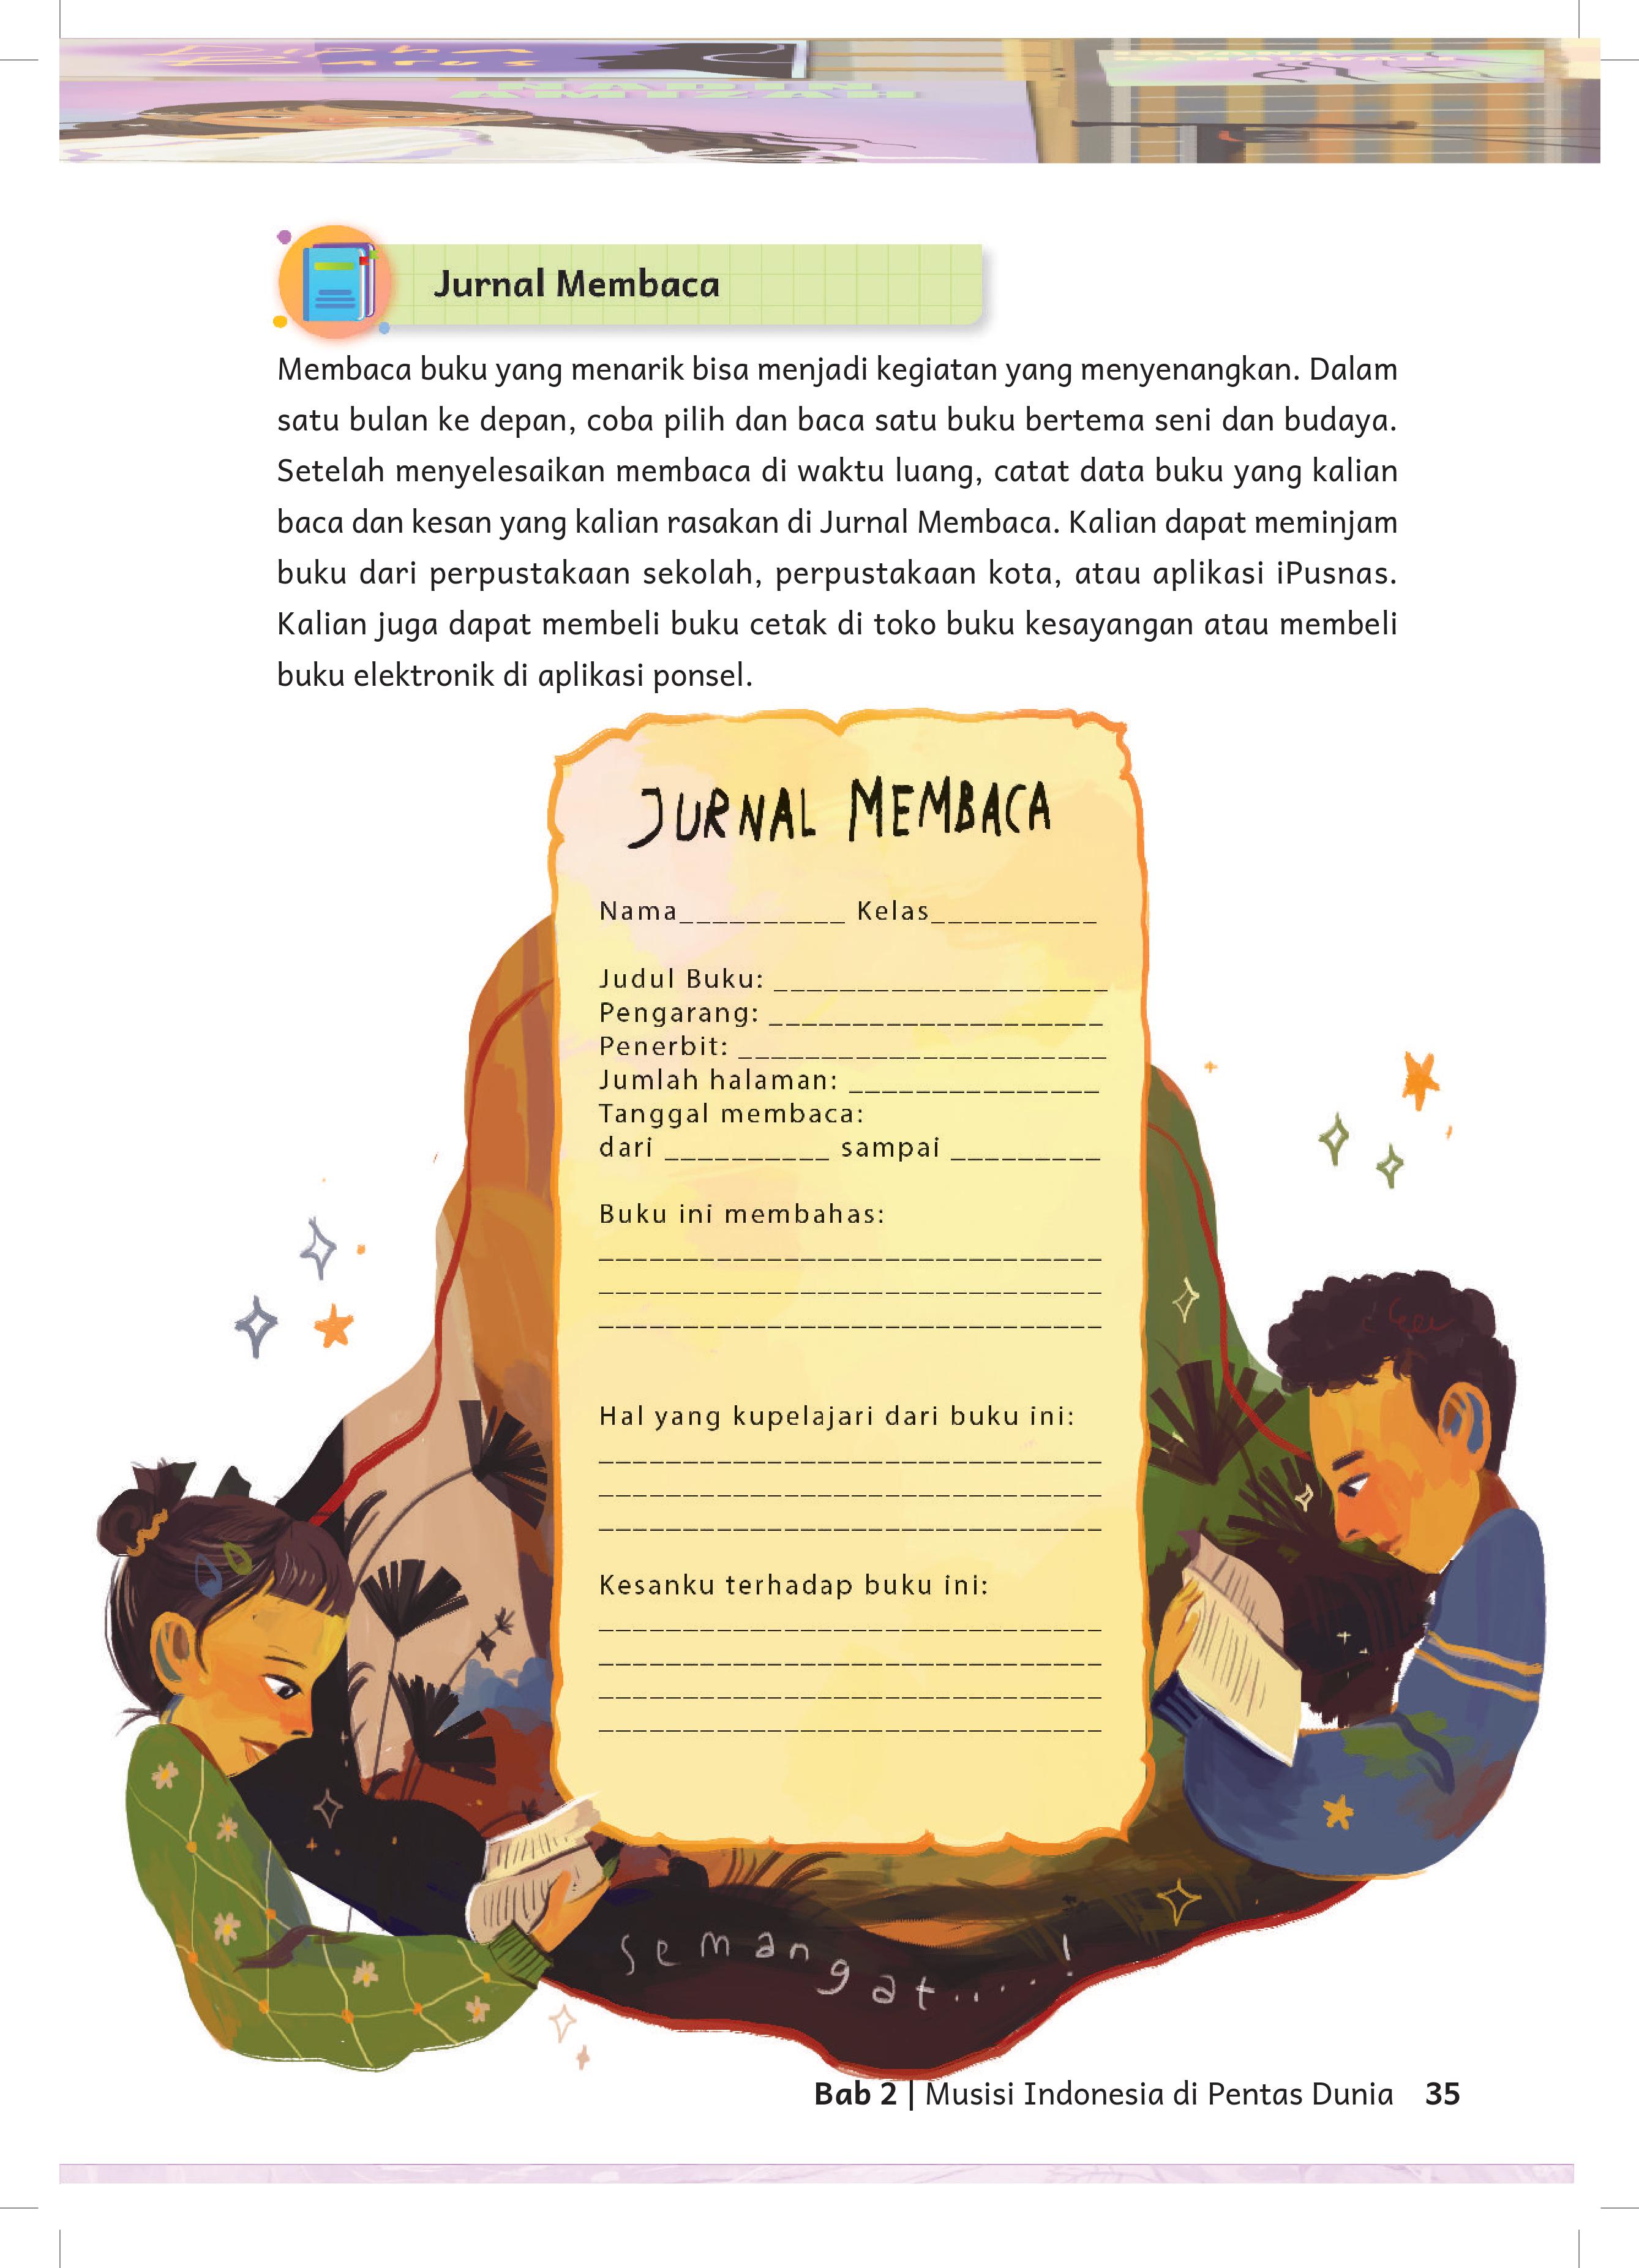 NADIN
AMIZAH
Jurnal Membaca
Membaca buku yang menarik bisa menjadi kegiatan yang menyenangkan. Dalam
satu bulan ke depan, coba pilih dan baca satu buku bertema seni dan budaya.
Setelah menyelesaikan membaca di waktu luang, catat data buku yang kalian
baca dan kesan yang kalian rasakan di Jurnal Membaca. Kalian dapat meminjam
buku dari perpustakaan sekolah, perpustakaan kota, atau aplikasi iPusnas.
Kalian juga dapat membeli buku cetak di toko buku kesayangan atau membeli
buku elektronik di aplikasi ponsel.
JURNAL MEMBACA
Nama__________ Kelas__________
Judul Buku: ____________________
Pengarang: ____________________
Penerbit: ______________________
Jumlah halaman: _______________
Tanggal membaca:
dari __________ sampai _________
Buku ini membahas:
______________________________
______________________________
______________________________
Hal yang kupelajari dari buku ini:
______________________________
______________________________
______________________________
Kesanku terhadap buku ini:
______________________________
______________________________
______________________________
______________________________
semangat....!
Bab 2 | Musisi Indonesia di Pentas Dunia 35